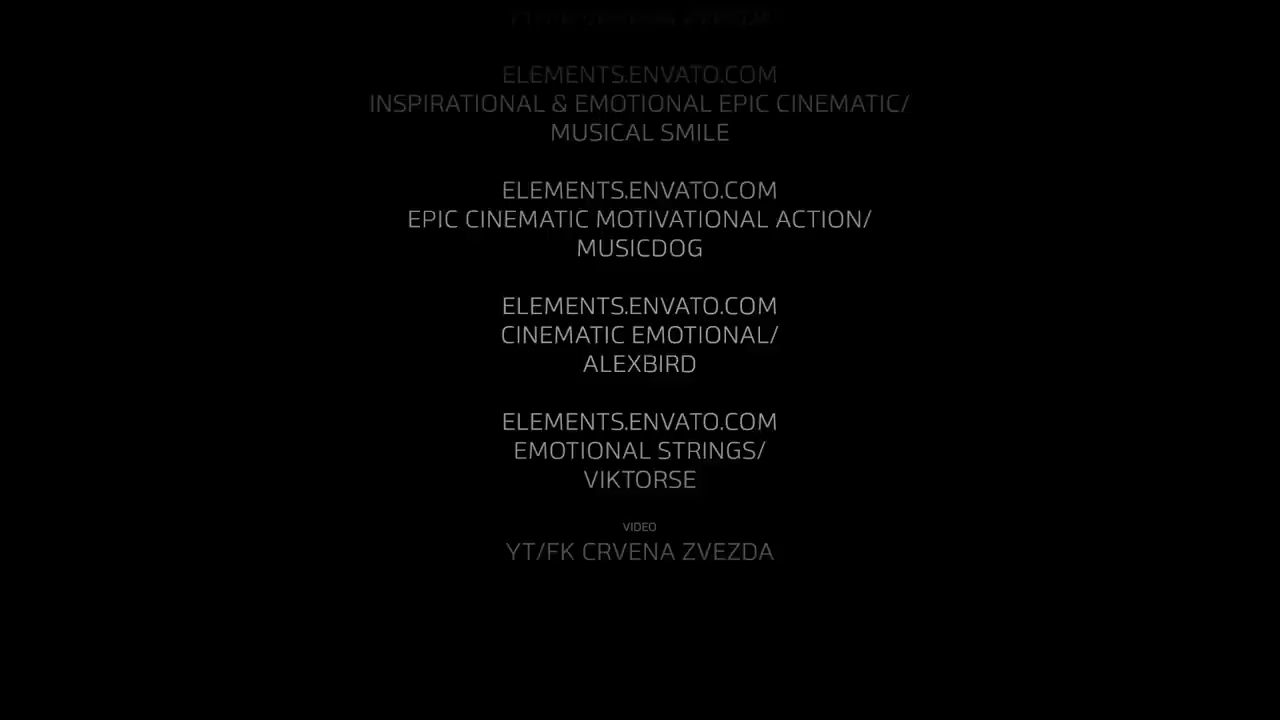 ELEMENTS.ENVATO.COM
INSPIRATIONAL & EMOTIONAL EPIC CINEMATIC/
MUSICAL SMILE
ELEMENTS.ENVATO.COM
EPIC CINEMATIC MOTIVATIONAL ACTION/
MUSICDOG
ELEMENTS.ENVATO.COM
CINEMATIC EMOTIONAL/
ALEXBIRD
ELEMENTS.ENVATO.COM
EMOTIONAL STRINGS/
VIKTORSE
VIDEO
YT/FK CRVENA ZVEZDA